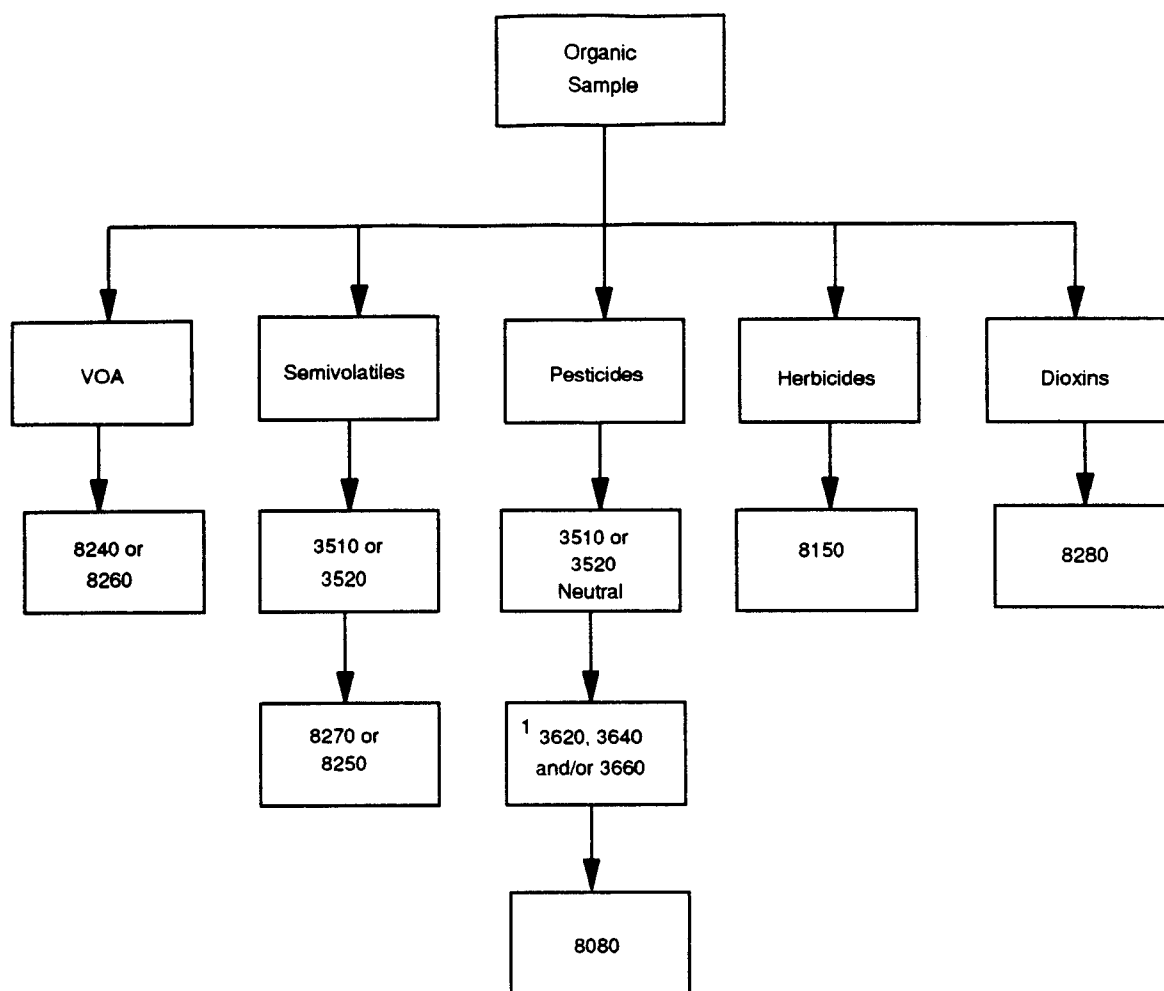 Organic
Sample
VOA
Semivolatiles
Pesticides
Herbicides
Dioxins
8240 or
8260
3510 or
3520
3510 or
3520
Neutral
8150
8280
8270 or
8250
1 3620, 3640
and/or 3660
8080